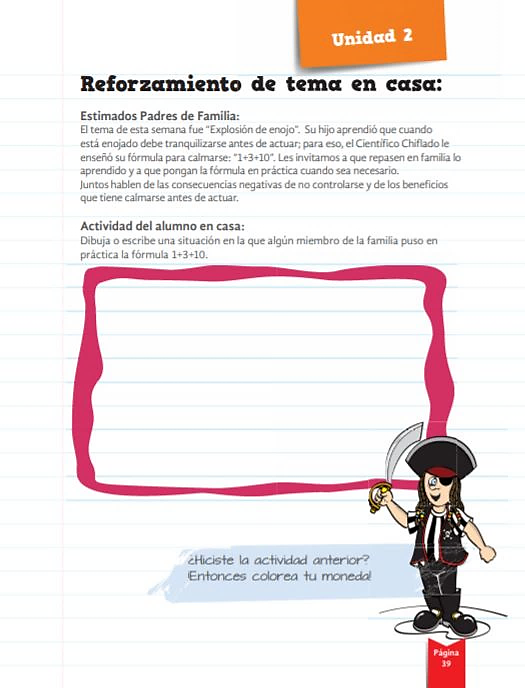 Unidad 2
Reforzamiento de tema en casa:
Estimados Padres de Familia:
El tema de esta semana fue "Explosión de enojo". Su hijo aprendió que cuando
está enojado debe tranquilizarse antes de actuar; para eso, el Científico Chiflado le
enseñó su fórmula para calmarse: "1+3+10". Les invitamos a que repasen en familia lo
aprendido y a que pongan la fórmula en práctica cuando sea necesario.
Juntos hablen de las consecuencias negativas de no controlarse y de los beneficios
que tiene calmarse antes de actuar.
Actividad del alumno en casa:
Dibuja o escribe una situación en la que algún miembro de la familia puso en
práctica la fórmula 1+3+10.
¿Hiciste la actividad anterior?
¡Entonces colorea tu moneda!
Página
39